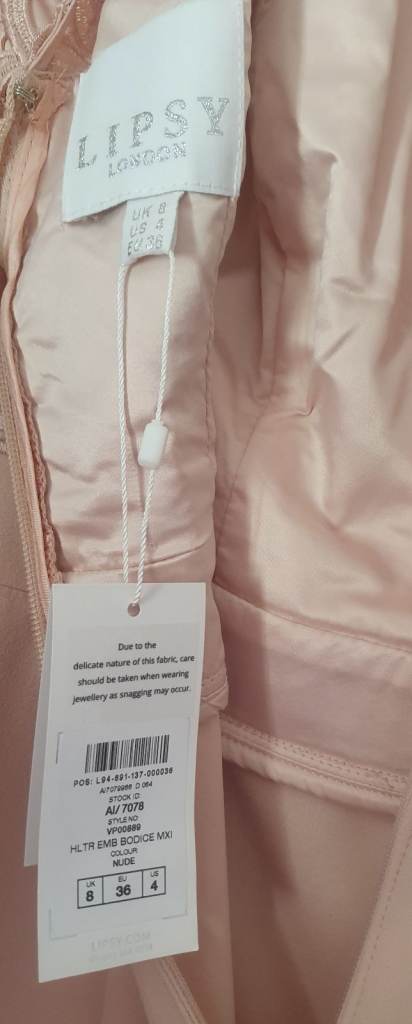 LIPSY
LONDON
UK 8
US 4
EU 36
Due to the
delicate nature of this fabric, care
should be taken when wearing
jewellery as snagging may occur.
POS: L94-891-137-000036
AI7079986 D 064
STOCK ID:
AI/7078
STYLE NO:
VP00889
HLTR EMB BODICE MXI
COLOUR:
NUDE
UK EU US
8 36 4
LIPSY.COM